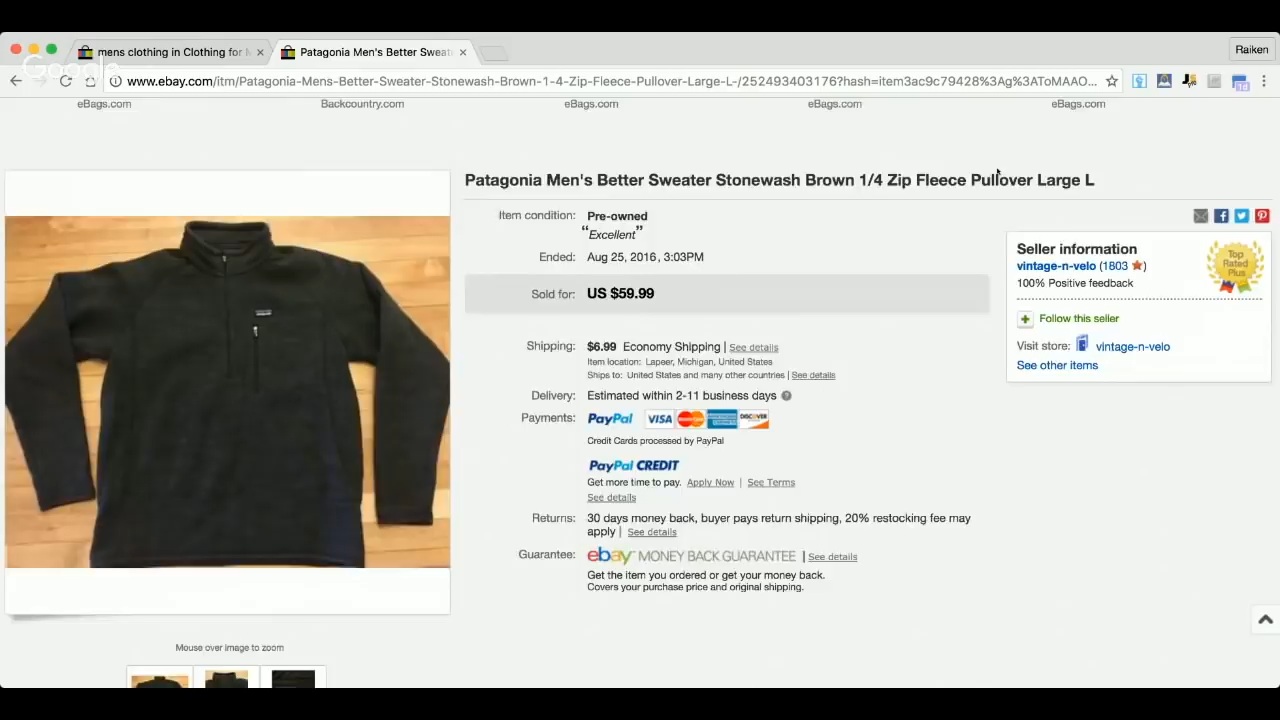 mens clothing in Clothing for M
Patagonia Men's Better Sweat
Raiken
Google
www.ebay.com/itm/Patagonia-Mens-Better-Sweater-Stonewash-Brown-1-4-Zip-Fleece-Pullover-Large-L-/252493403176?hash=item3ac9c79428%3Ag%3AToMAAO...
eBags.com
Backcountry.com
eBags.com
eBags.com
eBags.com
Patagonia Men's Better Sweater Stonewash Brown 1/4 Zip Fleece Pullover Large L
Item condition: Pre-owned
“Excellent”
Ended: Aug 25, 2016 , 3:03PM
Sold for: US $59.99
Shipping: $6.99 Economy Shipping | See details
Item location: Lapeer, Michigan, United States
Ships to: United States and many other countries | See details
Delivery: Estimated within 2-11 business days ?
Payments: PayPal VISA MasterCard DISCOVER
Credit Cards processed by PayPal
PayPal CREDIT
Get more time to pay. Apply Now | See Terms
See details
Returns: 30 days money back, buyer pays return shipping, 20% restocking fee may
apply | See details
Guarantee: ebay MONEY BACK GUARANTEE | See details
Get the item you ordered or get your money back.
Covers your purchase price and original shipping.
Seller information
vintage-n-velo (1803 )
100% Positive feedback
Top
Rated
Plus
Follow this seller
Visit store: vintage-n-velo
See other items
Mouse over image to zoom